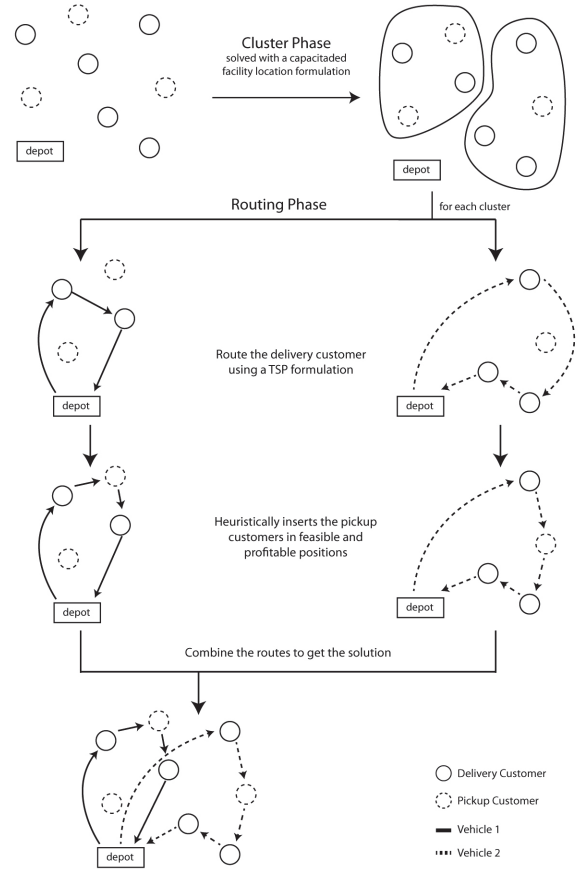 Cluster Phase
solved with a capacitaded
facility location formulation
depot
depot
Routing Phase
for each cluster
Route the delivery customer
using a TSP formulation
depot
depot
Heuristically inserts the pickup
customers in feasible and
profitable positions
depot
depot
Combine the routes to get the solution
Delivery Customer
Pickup Customer
Vehicle 1
Vehicle 2
depot